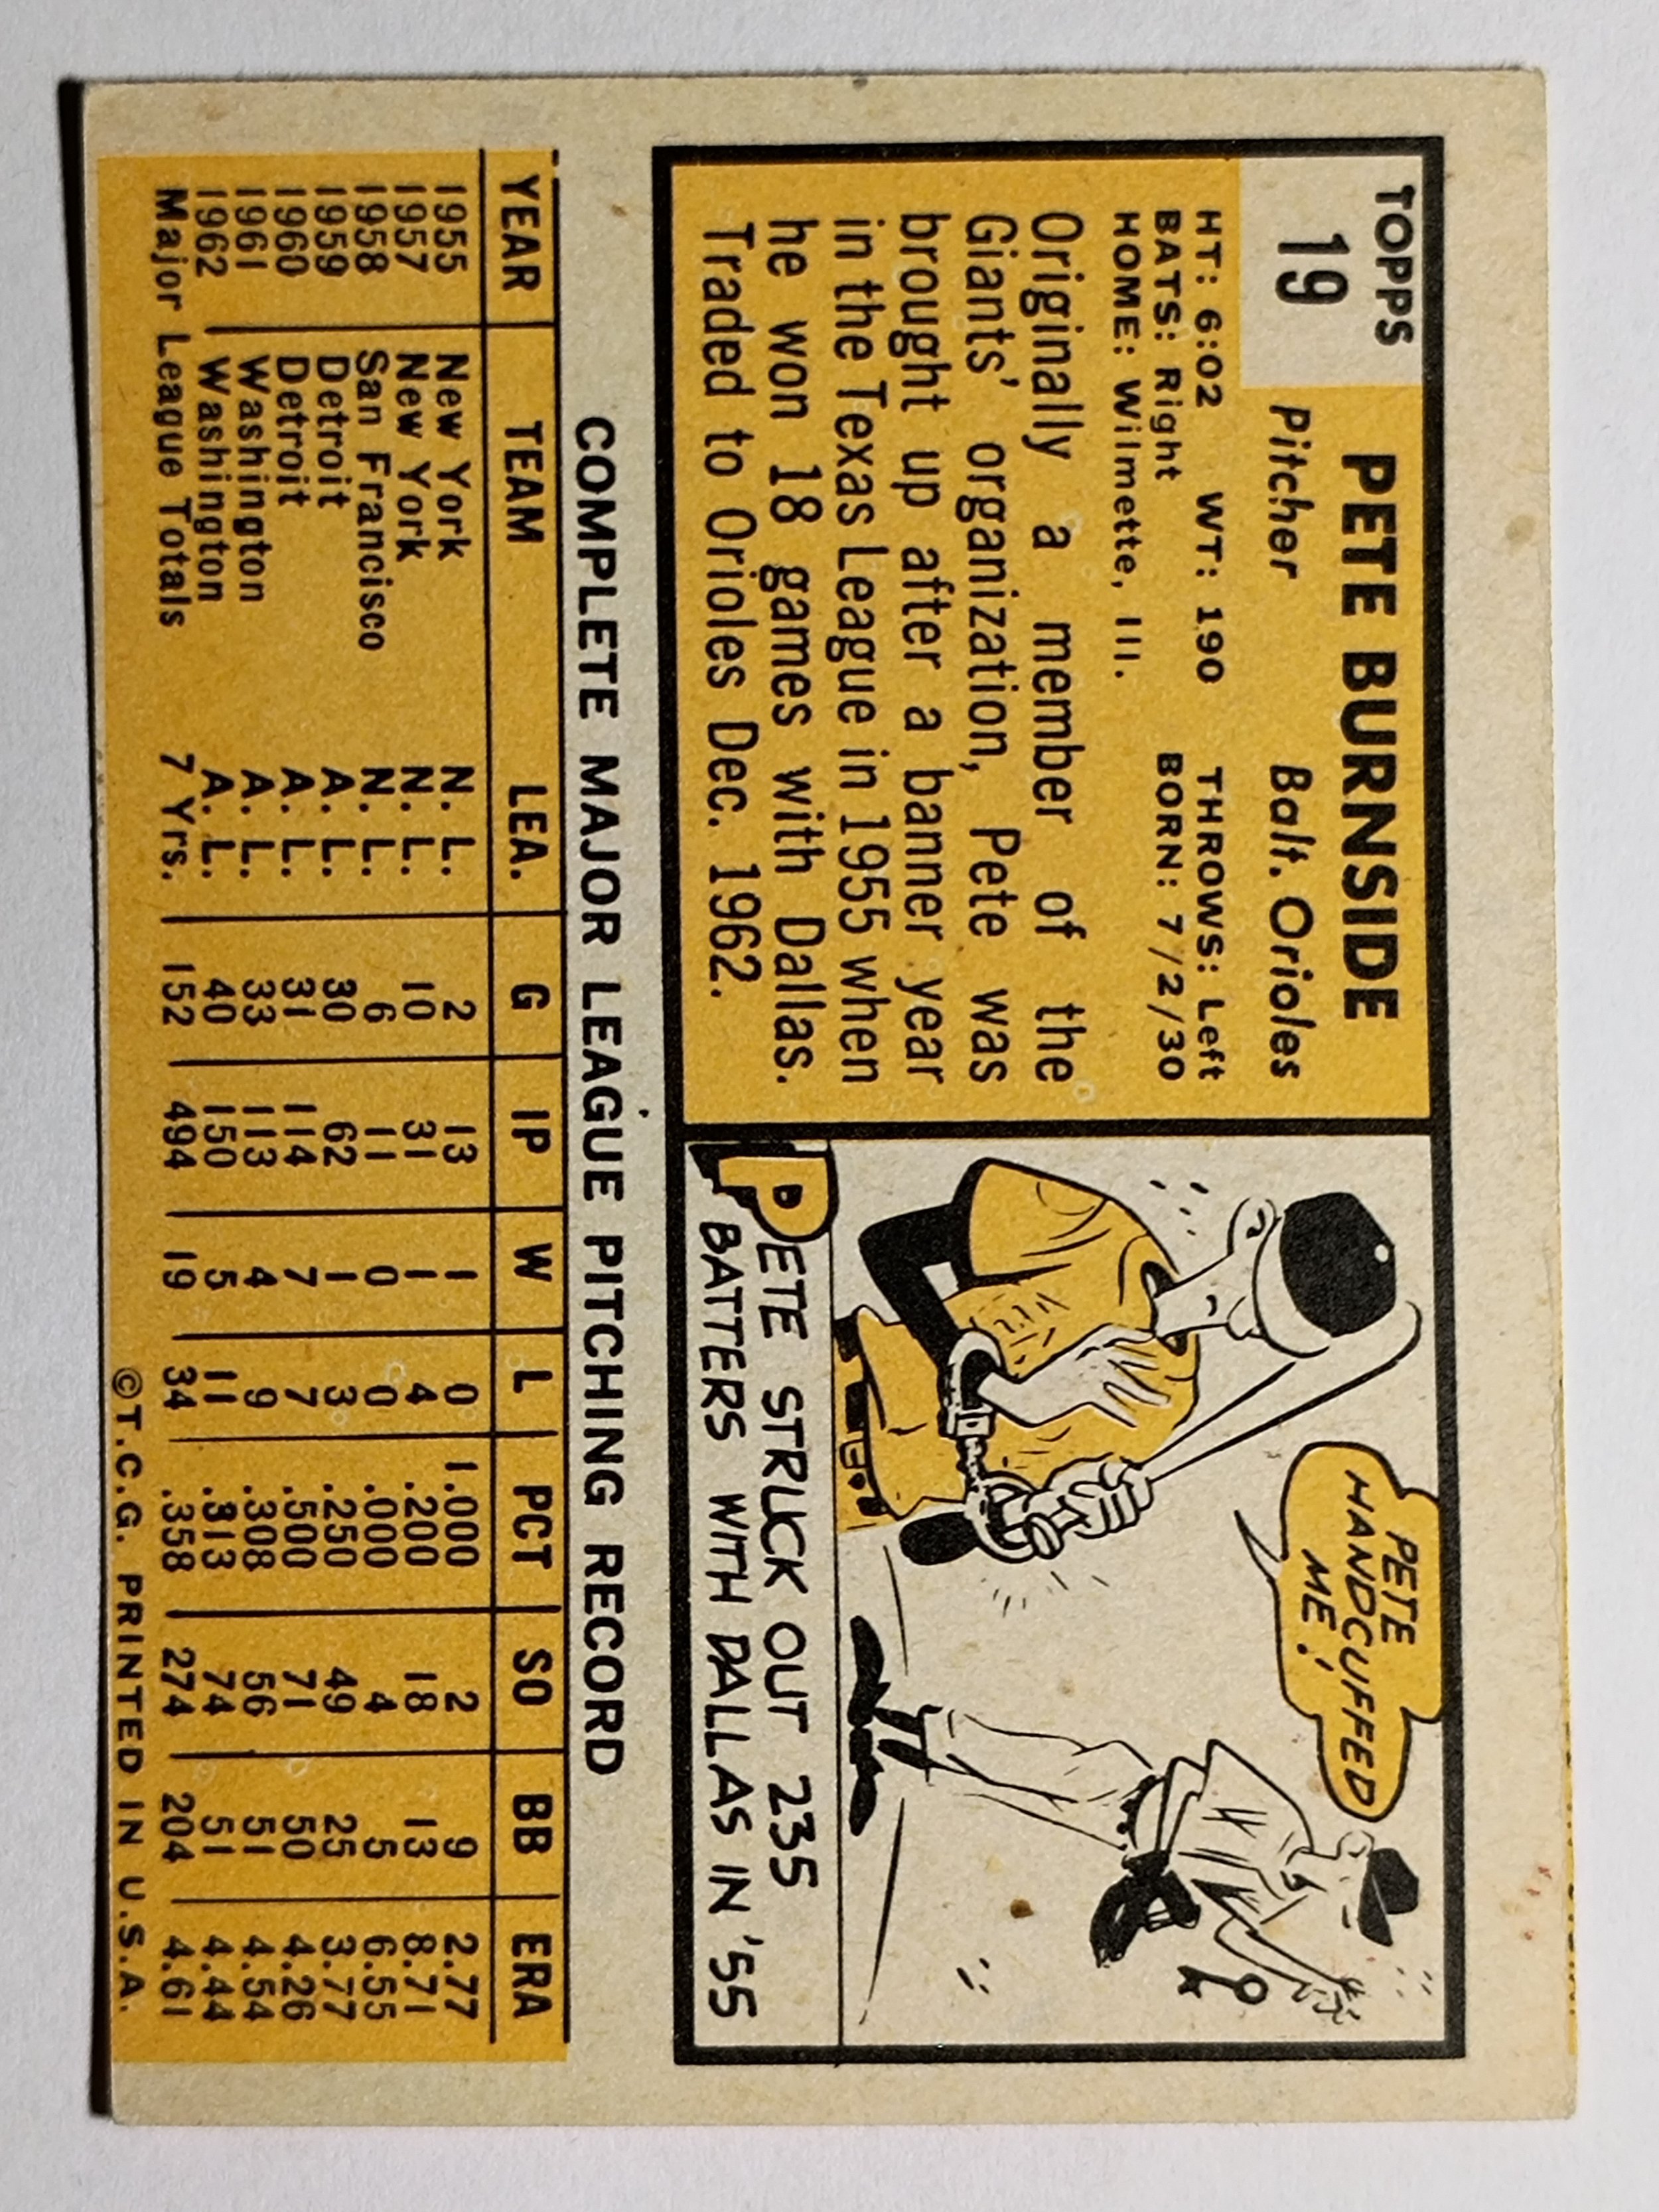 TOPPS
19
PETE BURNSIDE
Pitcher Balt. Orioles
HT: 6:02 WT: 190 THROWS: Left
BATS: Right BORN: 7/2/30
HOME: Wilmette, Ill.
Originally a member of the
Giants' organization, Pete was
brought up after a banner year
in the Texas League in 1955 when
he won 18 games with Dallas.
Traded to Orioles Dec. 1962.
PETE
HANDCUFFED
ME!
PETE STRUCK OUT 235
BATTERS WITH DALLAS IN '55
COMPLETE MAJOR LEAGUE PITCHING RECORD
YEAR TEAM LEA. G IP W L PCT SO BB ERA
1955 New York N. L. 2 13 1 0 1.000 2 9 2.77
1957 New York N. L. 10 31 1 4 .200 18 13 8.71
1958 San Francisco N. L. 6 11 0 0 .000 4 5 6.55
1959 Detroit A. L. 30 62 1 3 .250 49 25 3.77
1960 Detroit A. L. 31 114 7 7 .500 71 50 4.26
1961 Washington A. L. 33 113 4 9 .308 56 51 4.54
1962 Washington A. L. 40 150 5 11 .313 74 51 4.44
Major League Totals 7 Yrs. 152 494 19 34 .358 274 204 4.61
©T.C.G. PRINTED IN U.S.A.